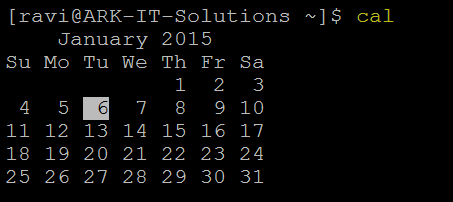 [ravi@ARK-IT-Solutions ~]$ cal
    January 2015
Su Mo Tu We Th Fr Sa
             1  2  3
 4  5  6  7  8  9 10
11 12 13 14 15 16 17
18 19 20 21 22 23 24
25 26 27 28 29 30 31